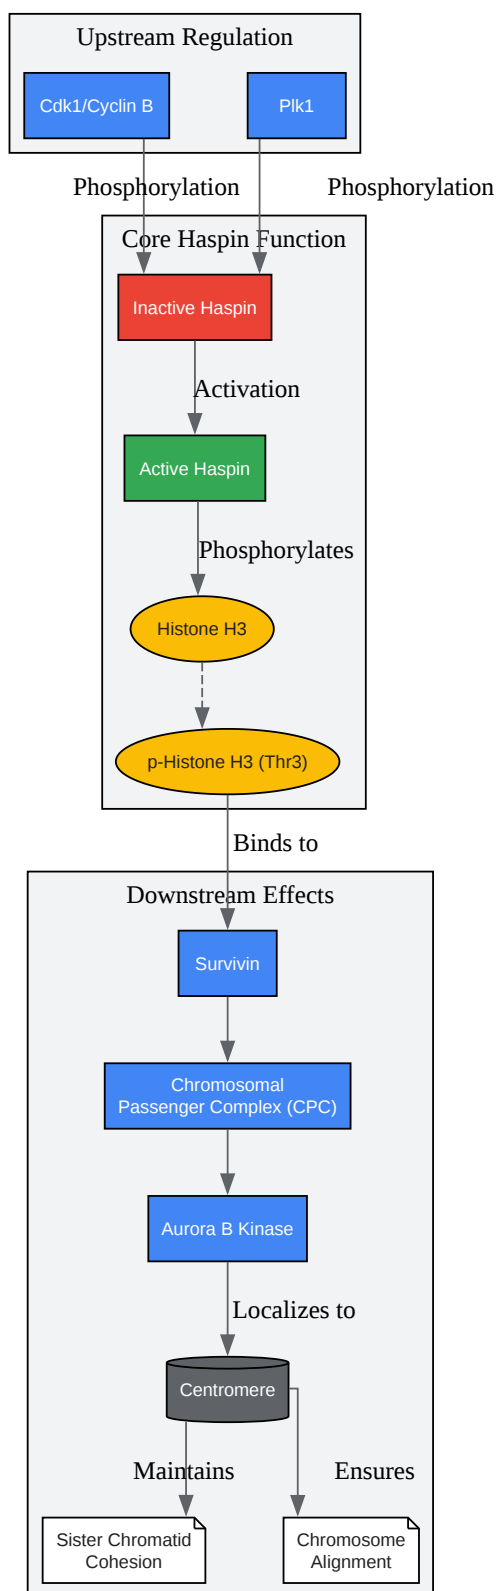 Upstream Regulation
Cdk1/Cyclin B
Plk1
Phosphorylation
Phosphorylation
Core Haspin Function
Inactive Haspin
Activation
Active Haspin
Phosphorylates
Histone H3
p-Histone H3 (Thr3)
Binds to
Downstream Effects
Survivin
Chromosomal
Passenger Complex (CPC)
Aurora B Kinase
Localizes to
Centromere
Maintains
Ensures
Sister Chromatid
Cohesion
Chromosome
Alignment